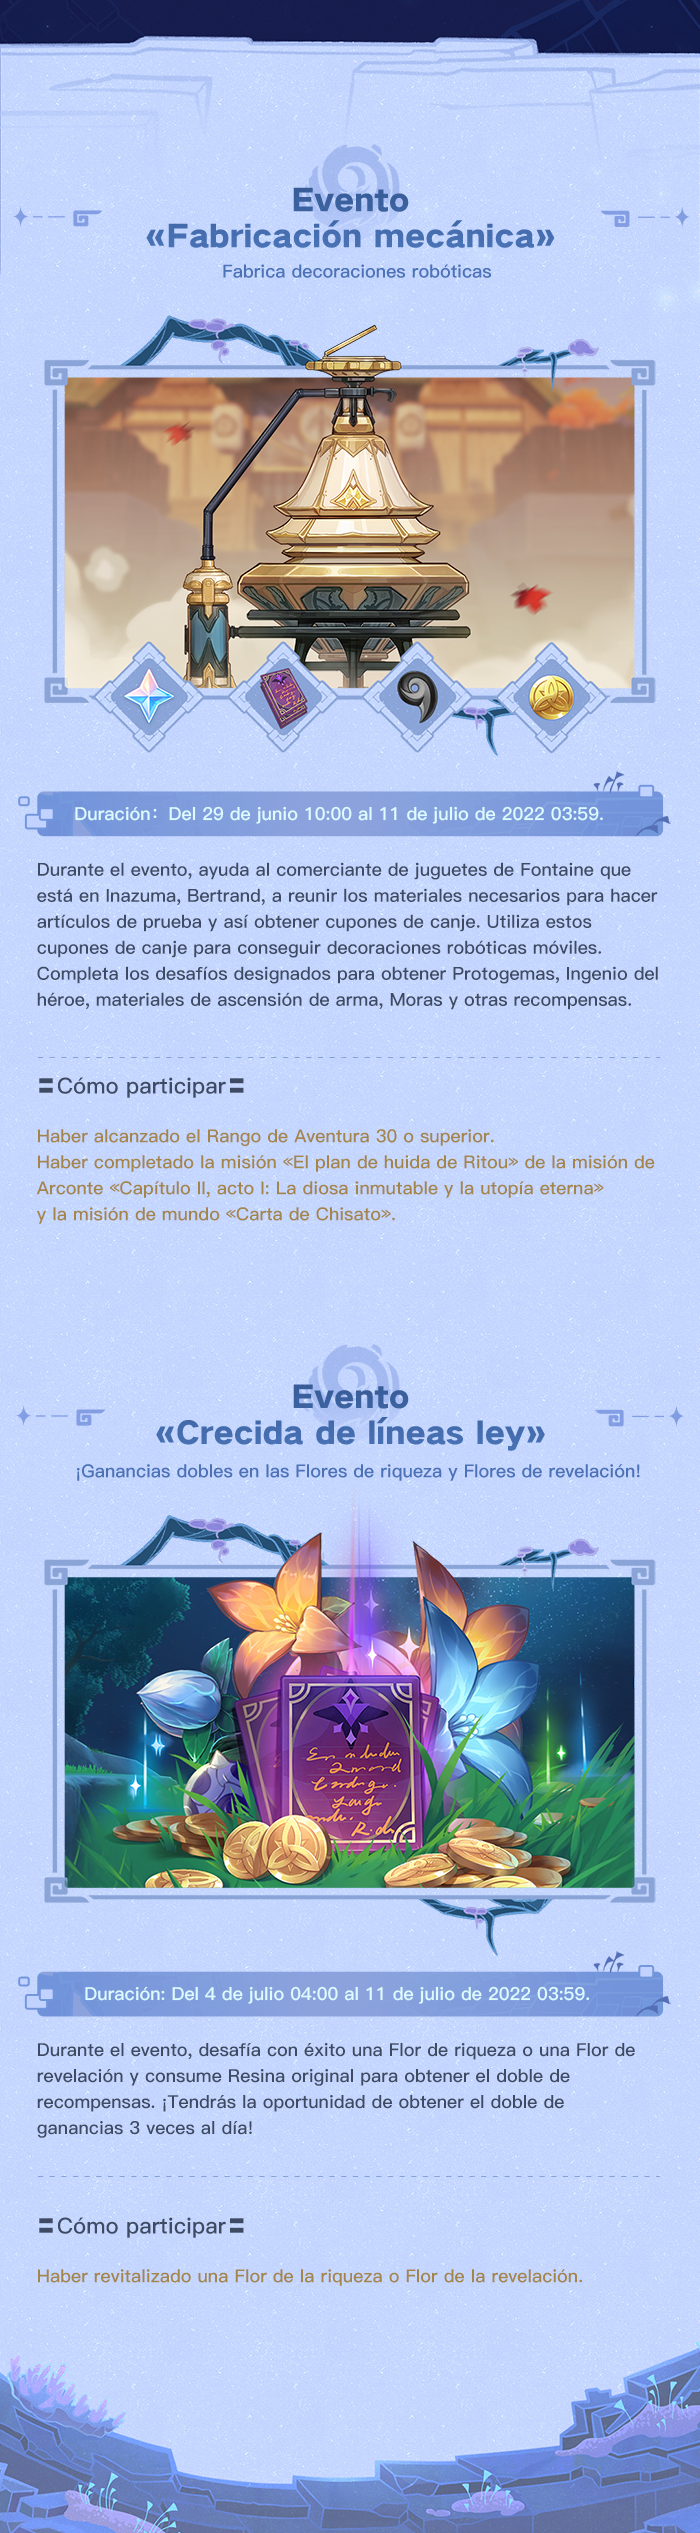 Evento
«Fabricación mecánica»
Fabrica decoraciones robóticas
Duración: Del 29 de junio 10:00 al 11 de julio de 2022 03:59.
Durante el evento, ayuda al comerciante de juguetes de Fontaine que
está en Inazuma, Bertrand, a reunir los materiales necesarios para hacer
artículos de prueba y así obtener cupones de canje. Utiliza estos
cupones de canje para conseguir decoraciones robóticas móviles.
Completa los desafíos designados para obtener Protogemas, Ingenio del
héroe, materiales de ascensión de arma, Moras y otras recompensas.
〓Cómo participar〓
Haber alcanzado el Rango de Aventura 30 o superior.
Haber completado la misión «El plan de huida de Ritou» de la misión de
Arconte «Capítulo II, acto I: La diosa inmutable y la utopía eterna»
y la misión de mundo «Carta de Chisato».
Evento
«Crecida de líneas ley»
¡Ganancias dobles en las Flores de riqueza y Flores de revelación!
Duración: Del 4 de julio 04:00 al 11 de julio de 2022 03:59.
Durante el evento, desafía con éxito una Flor de riqueza o una Flor de
revelación y consume Resina original para obtener el doble de
recompensas. ¡Tendrás la oportunidad de obtener el doble de
ganancias 3 veces al día!
〓Cómo participar〓
Haber revitalizado una Flor de la riqueza o Flor de la revelación.